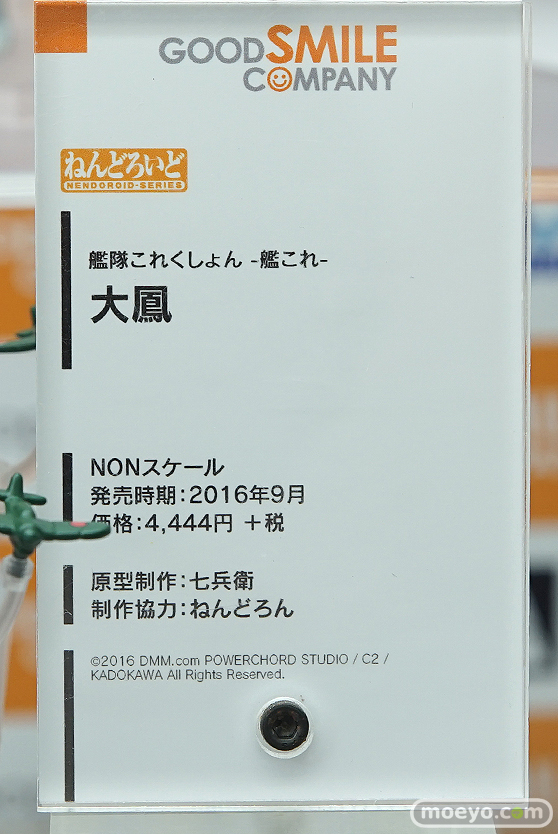 GOODSMILE
COMPANY
ねんどろいど
NENDOROID-SERIES
艦隊これくしょん -艦これ-
大鳳
NONスケール
発売時期：2016年9月
価格：4,444円 ＋税
原型制作：七兵衛
制作協力：ねんどろん
©2016 DMM.com POWERCHORD STUDIO / C2 /
KADOKAWA All Rights Reserved.
moeyo.com